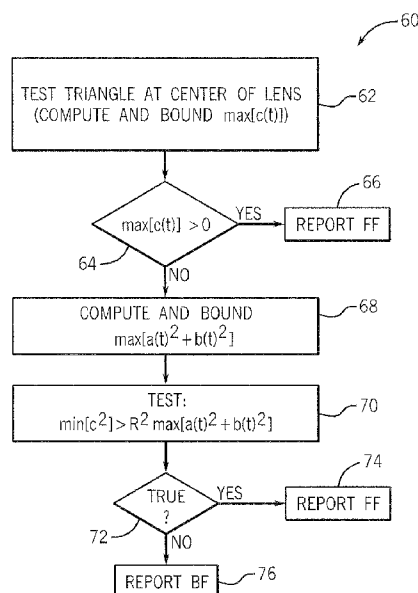 60
TEST TRIANGLE AT CENTER OF LENS
(COMPUTE AND BOUND max[c(t)])
62
max[c(t)] > 0
64
YES
REPORT FF
66
NO
COMPUTE AND BOUND
max[a(t)²+b(t)²]
68
TEST:
min[c²]>R² max[a(t)²+b(t)²]
70
TRUE
?
72
YES
REPORT FF
74
NO
REPORT BF
76